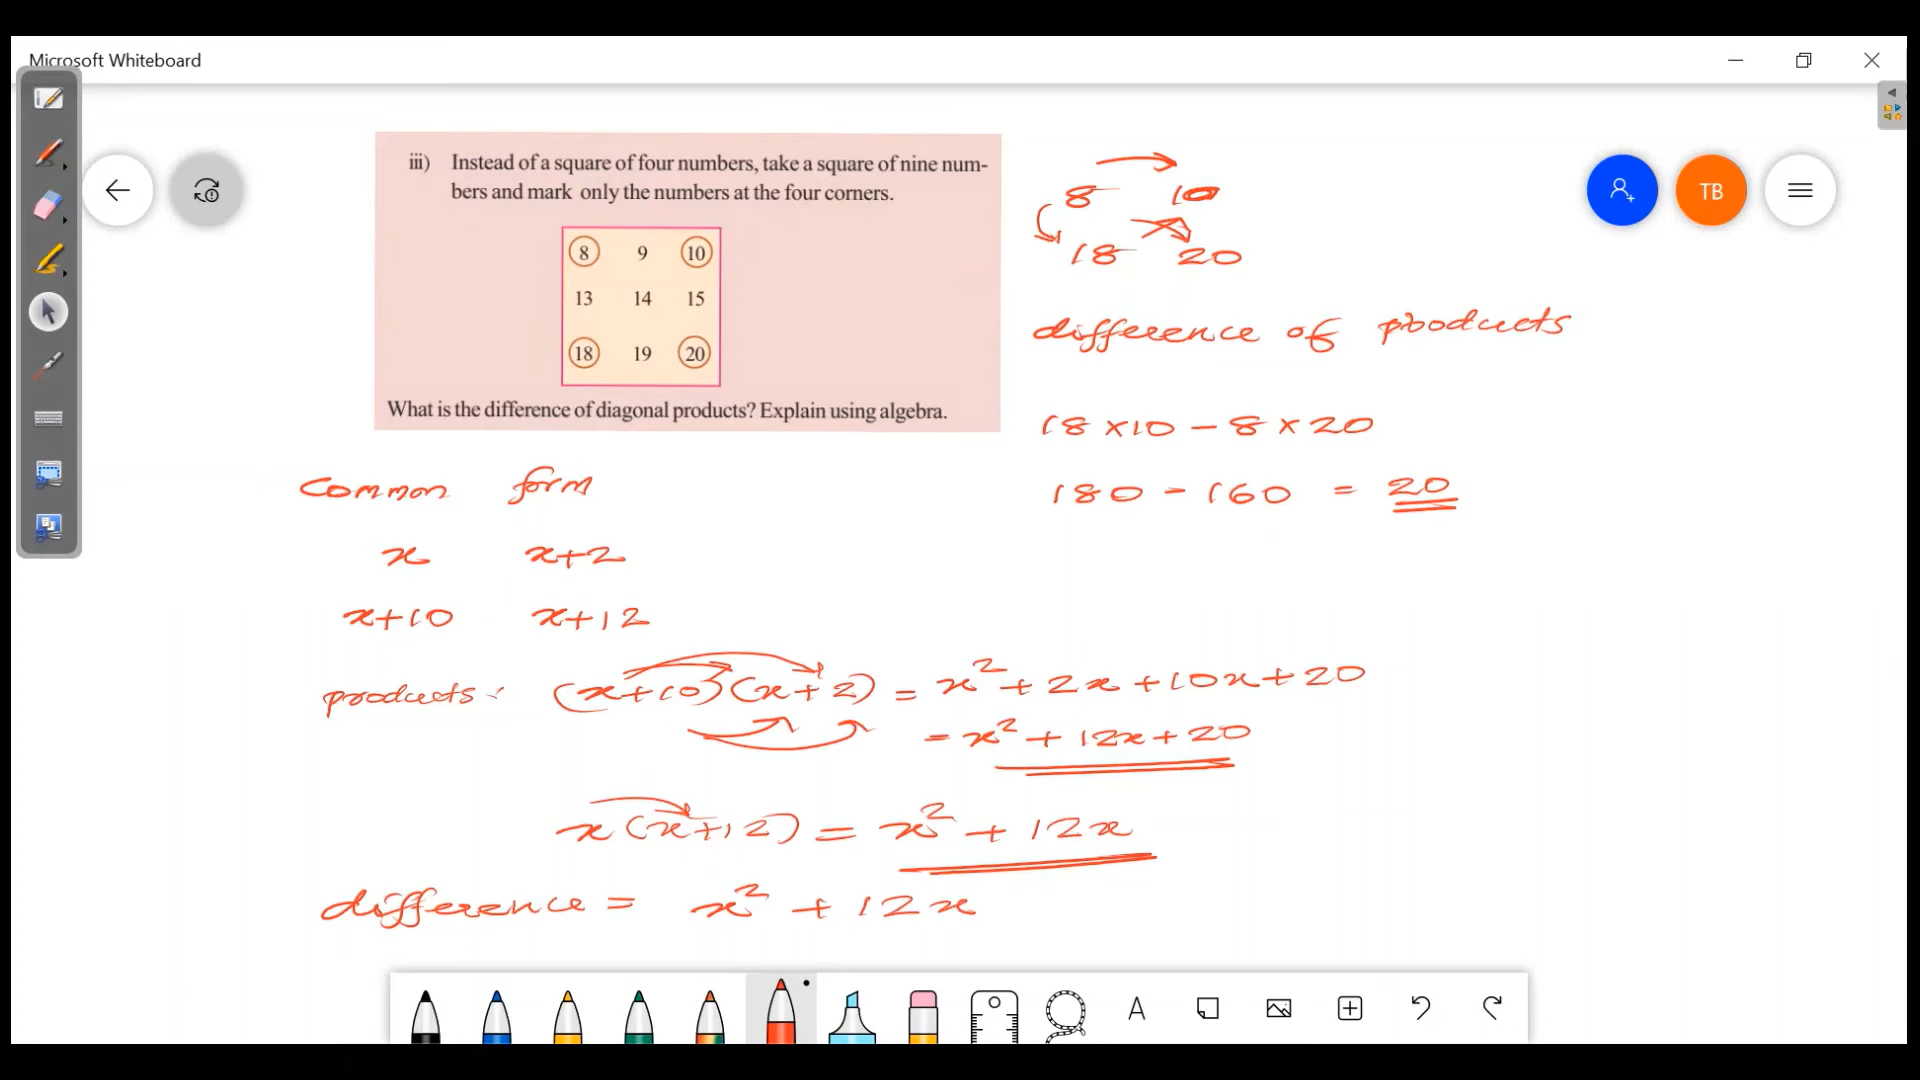 Microsoft Whiteboard
TB
iii) Instead of a square of four numbers, take a square of nine num-
bers and mark only the numbers at the four corners.
8 9 10
13 14 15
18 19 20
What is the difference of diagonal products? Explain using algebra.
8 10
18 20
difference of products
18 × 10 - 8 × 20
180 - 160 = 20
Common form
x x+2
x+10 x+12
products : (x+10)(x+2) = x² + 2x + 10x + 20
= x² + 12x + 20
x(x+12) = x² + 12x
difference = x² + 12x
A